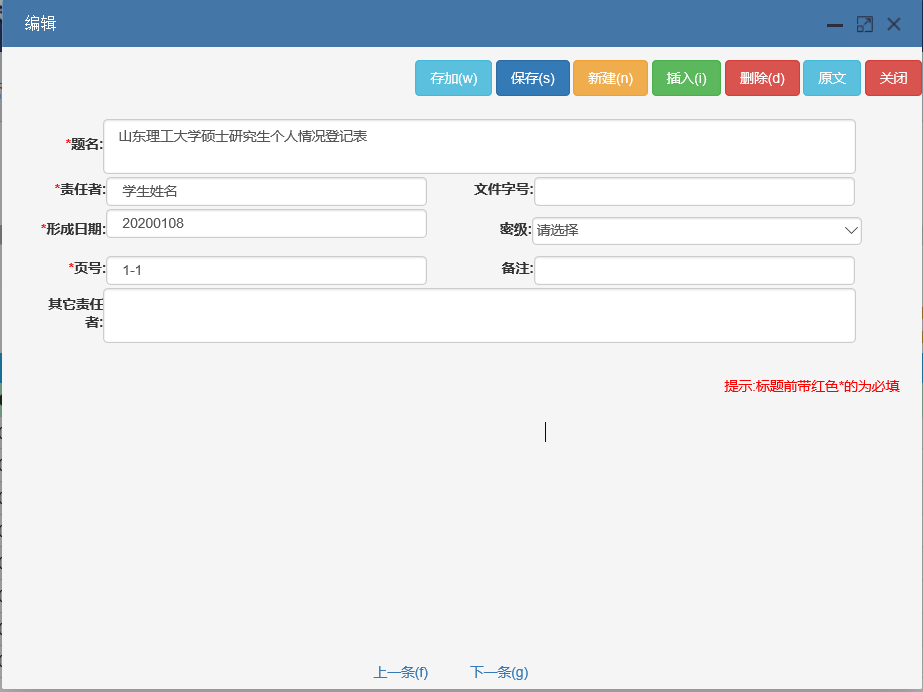 编辑
存加(w) 保存(s) 新建(n) 插入(i) 删除(d) 原文 关闭
*题名: 山东理工大学硕士研究生个人情况登记表
*责任者: 学生姓名 文件字号:
*形成日期: 20200108 密级: 请选择
*页号: 1-1 备注:
其它责任
者:
提示:标题前带红色*的为必填
上一条(f) 下一条(g)